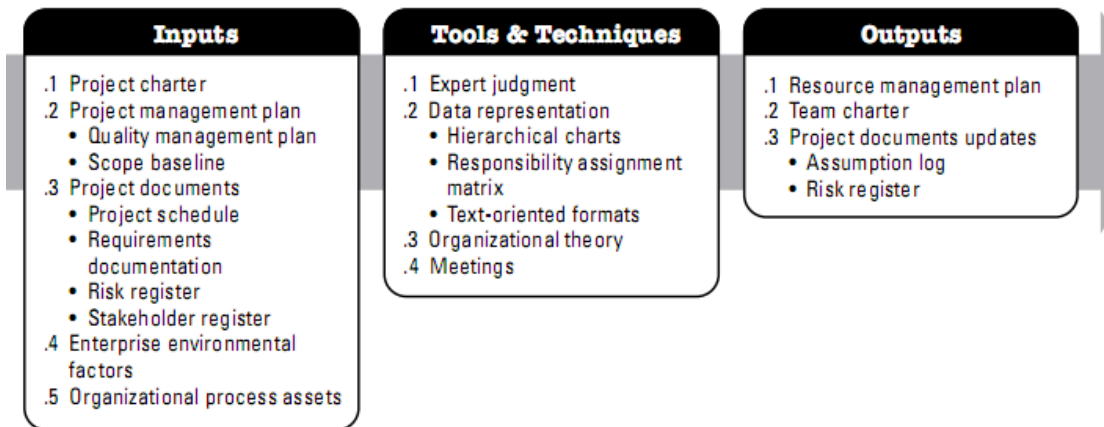 Inputs
.1 Project charter
.2 Project management plan
• Quality management plan
• Scope baseline
.3 Project documents
• Project schedule
• Requirements
documentation
• Risk register
• Stakeholder register
.4 Enterprise environmental
factors
.5 Organizational process assets
Tools & Techniques
.1 Expert judgment
.2 Data representation
• Hierarchical charts
• Responsibility assignment
matrix
• Text-oriented formats
.3 Organizational theory
.4 Meetings
Outputs
.1 Resource management plan
.2 Team charter
.3 Project documents updates
• Assumption log
• Risk register